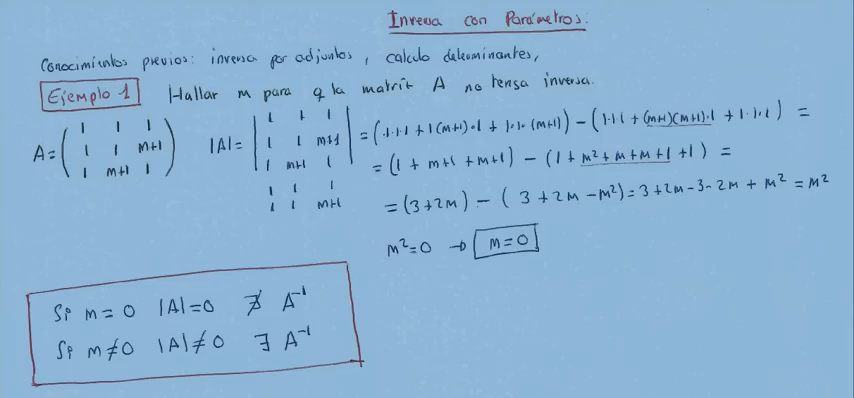 Inversa con Parámetros.
Conocimientos previos: inversa por adjuntos, calculo determinantes,
Ejemplo 1 Hallar m para q la matriz A no tenga inversa.
A = ( 1 1 1 |A| = | 1 1 1 | = (1·1·1 + 1(m+1)·1 + 1·1·(m+1)) - (1·1·1 + (m+1)(m+1)·1 + 1·1·1) =
1 1 m+1 1 1 m+1
1 m+1 1 ) 1 m+1 1 = (1 + m+1 + m+1) - (1 + m²+m+m+1 +1) =
1 1 1
1 1 m+1 = (3+2m) - (3+2m-m²) = 3+2m-3-2m + m² = m²
m²=0 → m=0
Si m=0 |A|=0 ∄ A⁻¹
Si m≠0 |A|≠0 ∃ A⁻¹